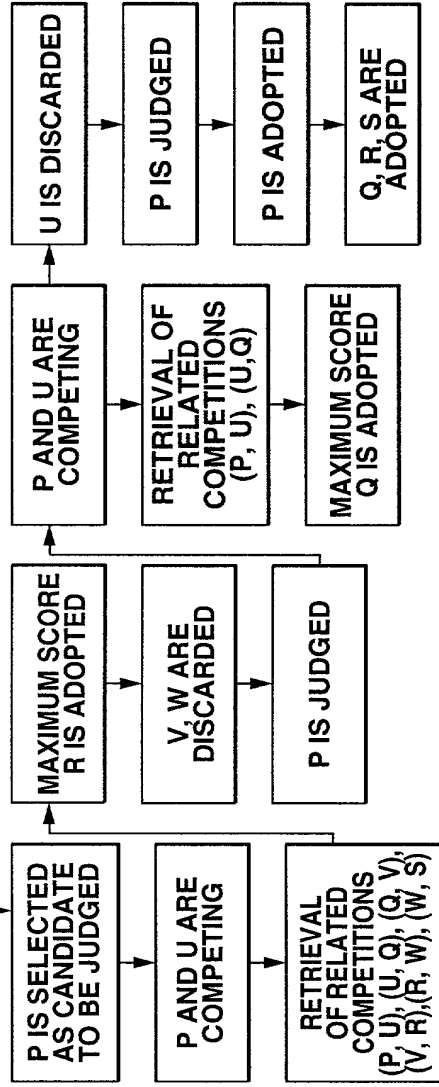 P IS SELECTED
AS CANDIDATE
TO BE JUDGED
P AND U ARE
COMPETING
RETRIEVAL
OF RELATED
COMPETITIONS
(P, U), (U, Q), (Q, V),
(V, R),(R, W), (W, S)
MAXIMUM SCORE
R IS ADOPTED
V, W ARE
DISCARDED
P IS JUDGED
P AND U ARE
COMPETING
RETRIEVAL OF
RELATED
COMPETITIONS
(P, U), (U,Q)
MAXIMUM SCORE
Q IS ADOPTED
U IS DISCARDED
P IS JUDGED
P IS ADOPTED
Q, R, S ARE
ADOPTED